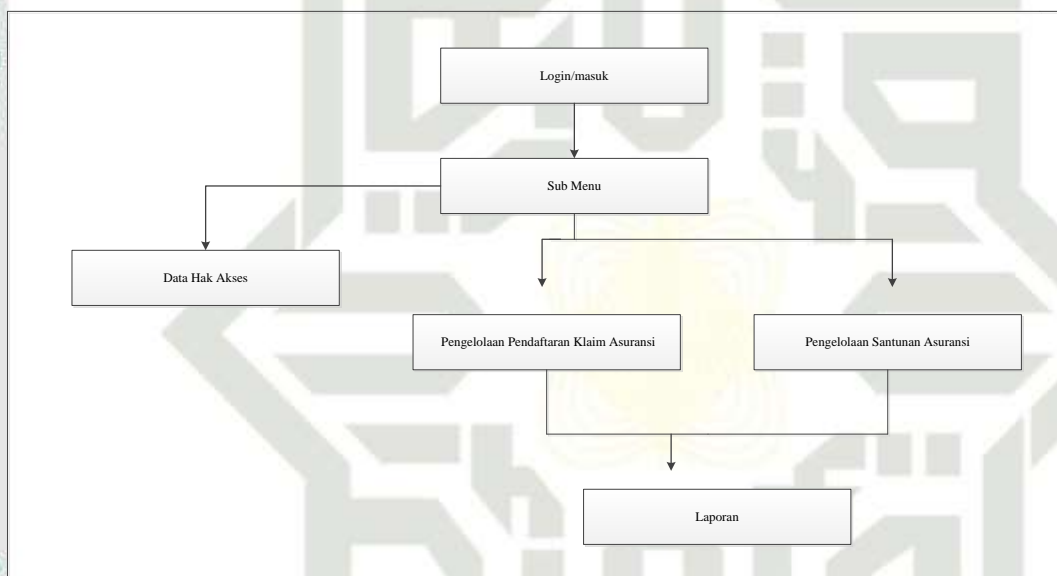 Login/masuk
Sub Menu
Data Hak Akses
Pengelolaan Pendaftaran Klaim Asuransi
Pengelolaan Santunan Asuransi
Laporan